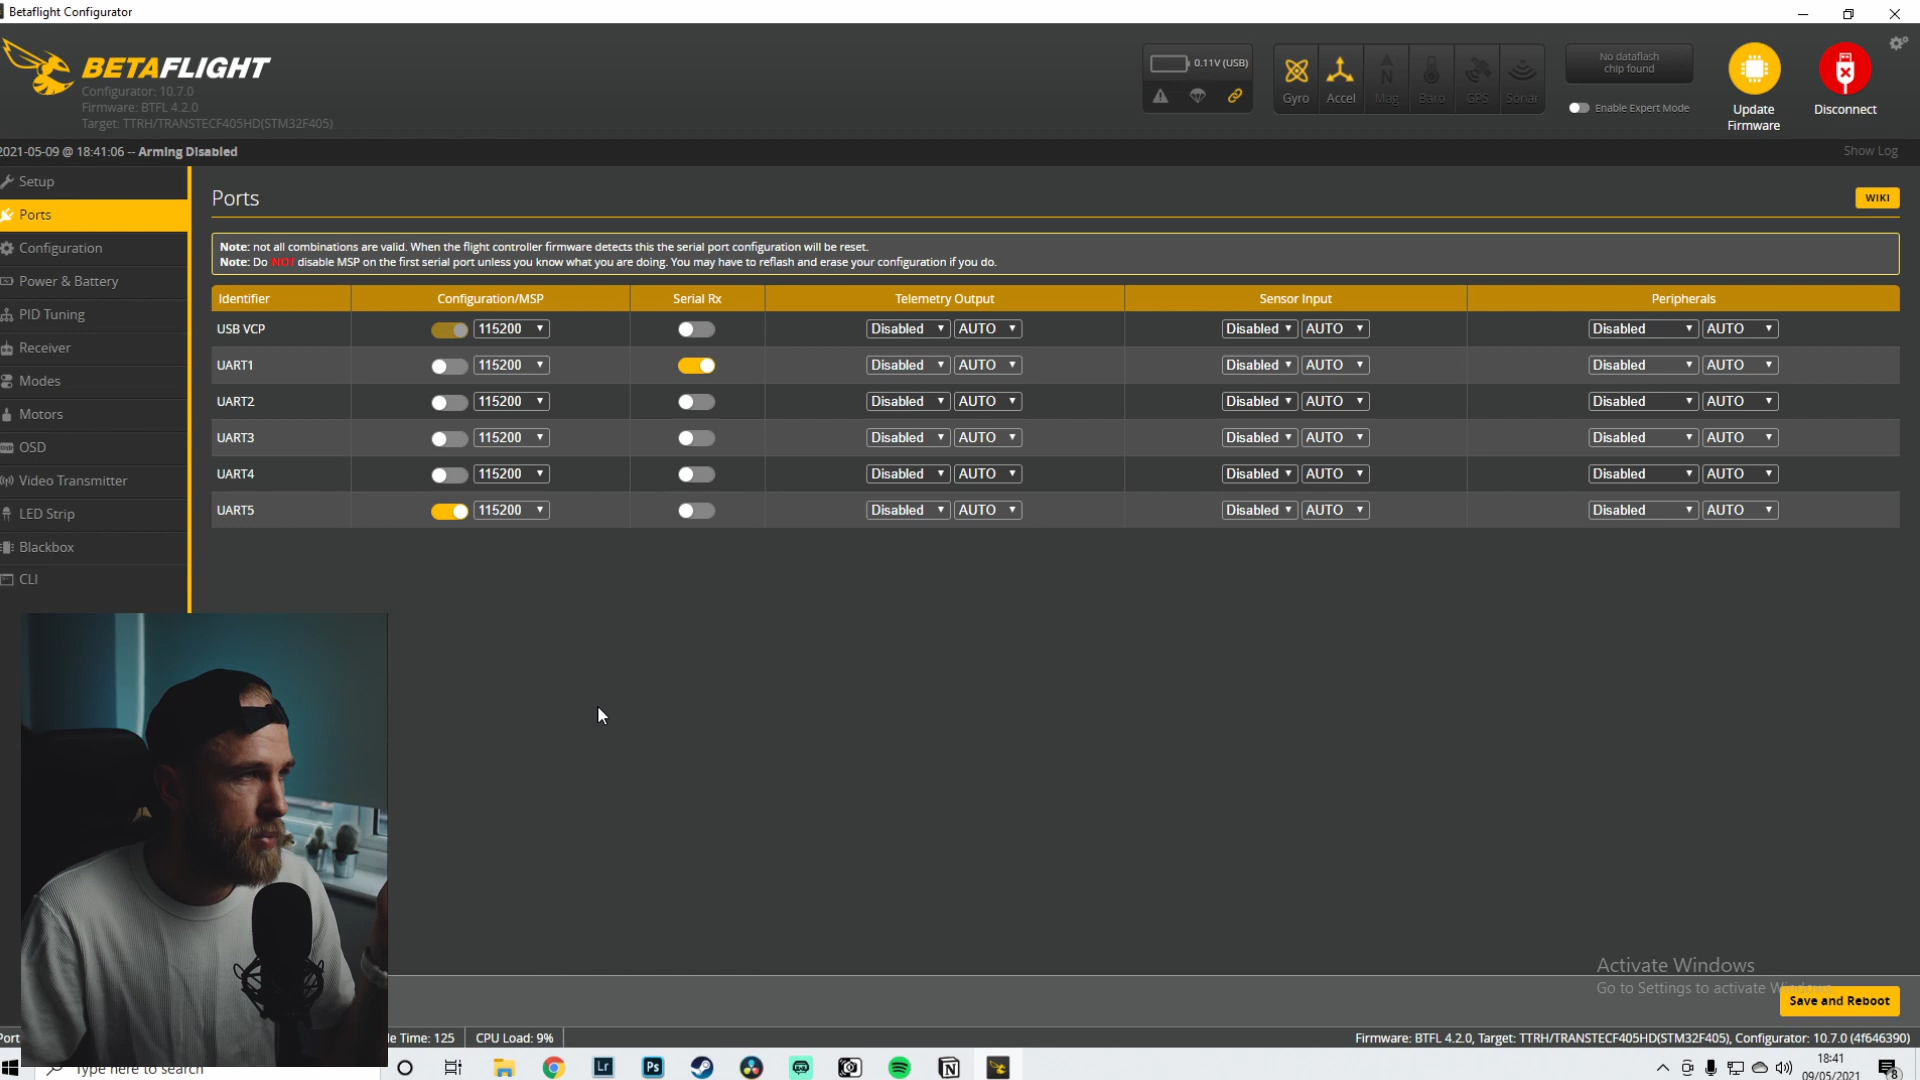 Betaflight Configurator
BETAFLIGHT
Configurator: 10.7.0
Firmware: BTFL 4.2.0
Target: TTRH/TRANSTECF405HD(STM32F405)
0.11V (USB)
Gyro Accel Mag Baro GPS Sonar
No dataflash
chip found
Enable Expert Mode
Update
Firmware
Disconnect
2021-05-09 @ 18:41:06 -- Arming Disabled
Show Log
Setup
Ports
Configuration
Power & Battery
PID Tuning
Receiver
Modes
Motors
OSD
Video Transmitter
LED Strip
Blackbox
CLI
Ports
WIKI
Note: not all combinations are valid. When the flight controller firmware detects this the serial port configuration will be reset.
Note: Do NOT disable MSP on the first serial port unless you know what you are doing. You may have to reflash and erase your configuration if you do.
Identifier Configuration/MSP Serial Rx Telemetry Output Sensor Input Peripherals
USB VCP 115200 Disabled AUTO Disabled AUTO Disabled AUTO
UART1 115200 Disabled AUTO Disabled AUTO Disabled AUTO
UART2 115200 Disabled AUTO Disabled AUTO Disabled AUTO
UART3 115200 Disabled AUTO Disabled AUTO Disabled AUTO
UART4 115200 Disabled AUTO Disabled AUTO Disabled AUTO
UART5 115200 Disabled AUTO Disabled AUTO Disabled AUTO
Activate Windows
Go to Settings to activate
Save and Reboot
Port
Time: 125 CPU Load: 9%
Firmware: BTFL 4.2.0, Target: TTRH/TRANSTECF405HD(STM32F405), Configurator: 10.7.0 (4f646390)
Type here to search
Lr Ps
18:41
09/05/2021
8